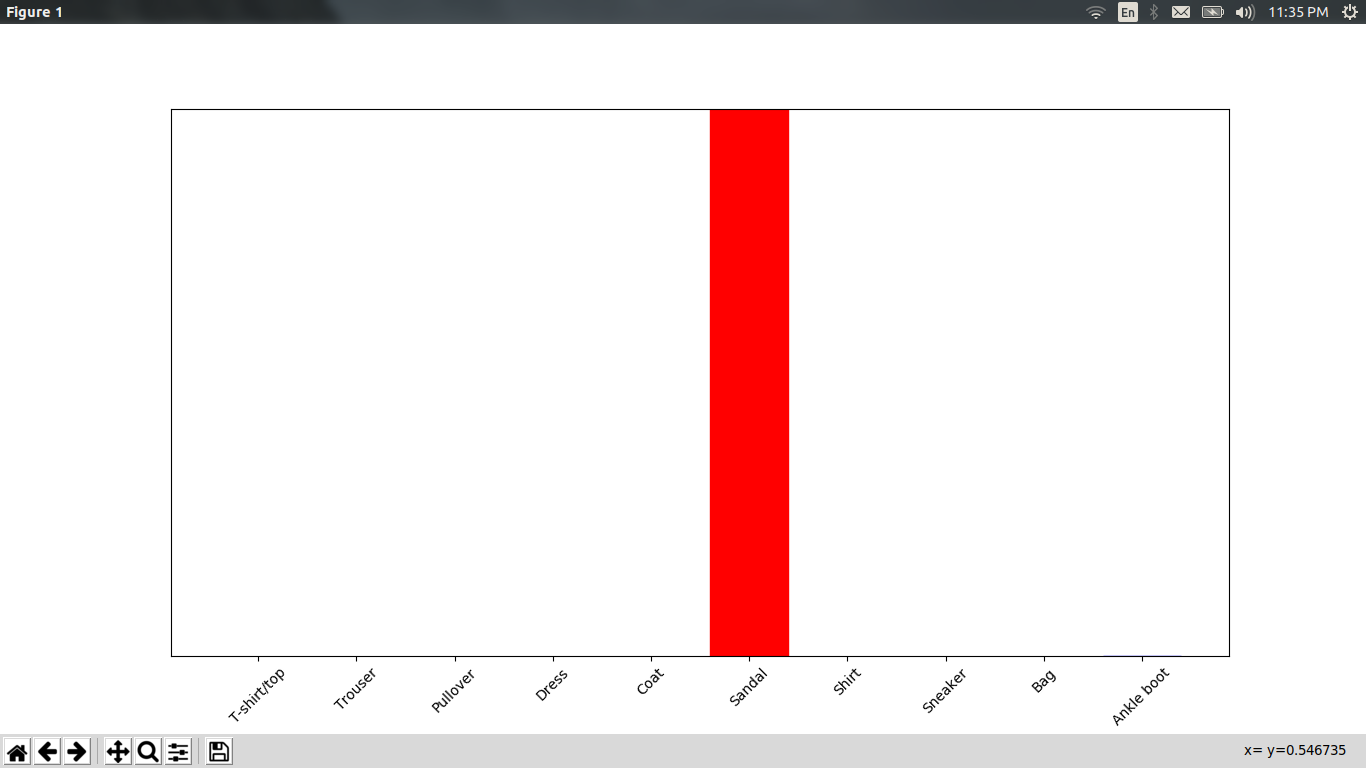 Figure 1
En
11:35 PM
T-shirt/top
Trouser
Pullover
Dress
Coat
Sandal
Shirt
Sneaker
Bag
Ankle boot
x= y=0.546735